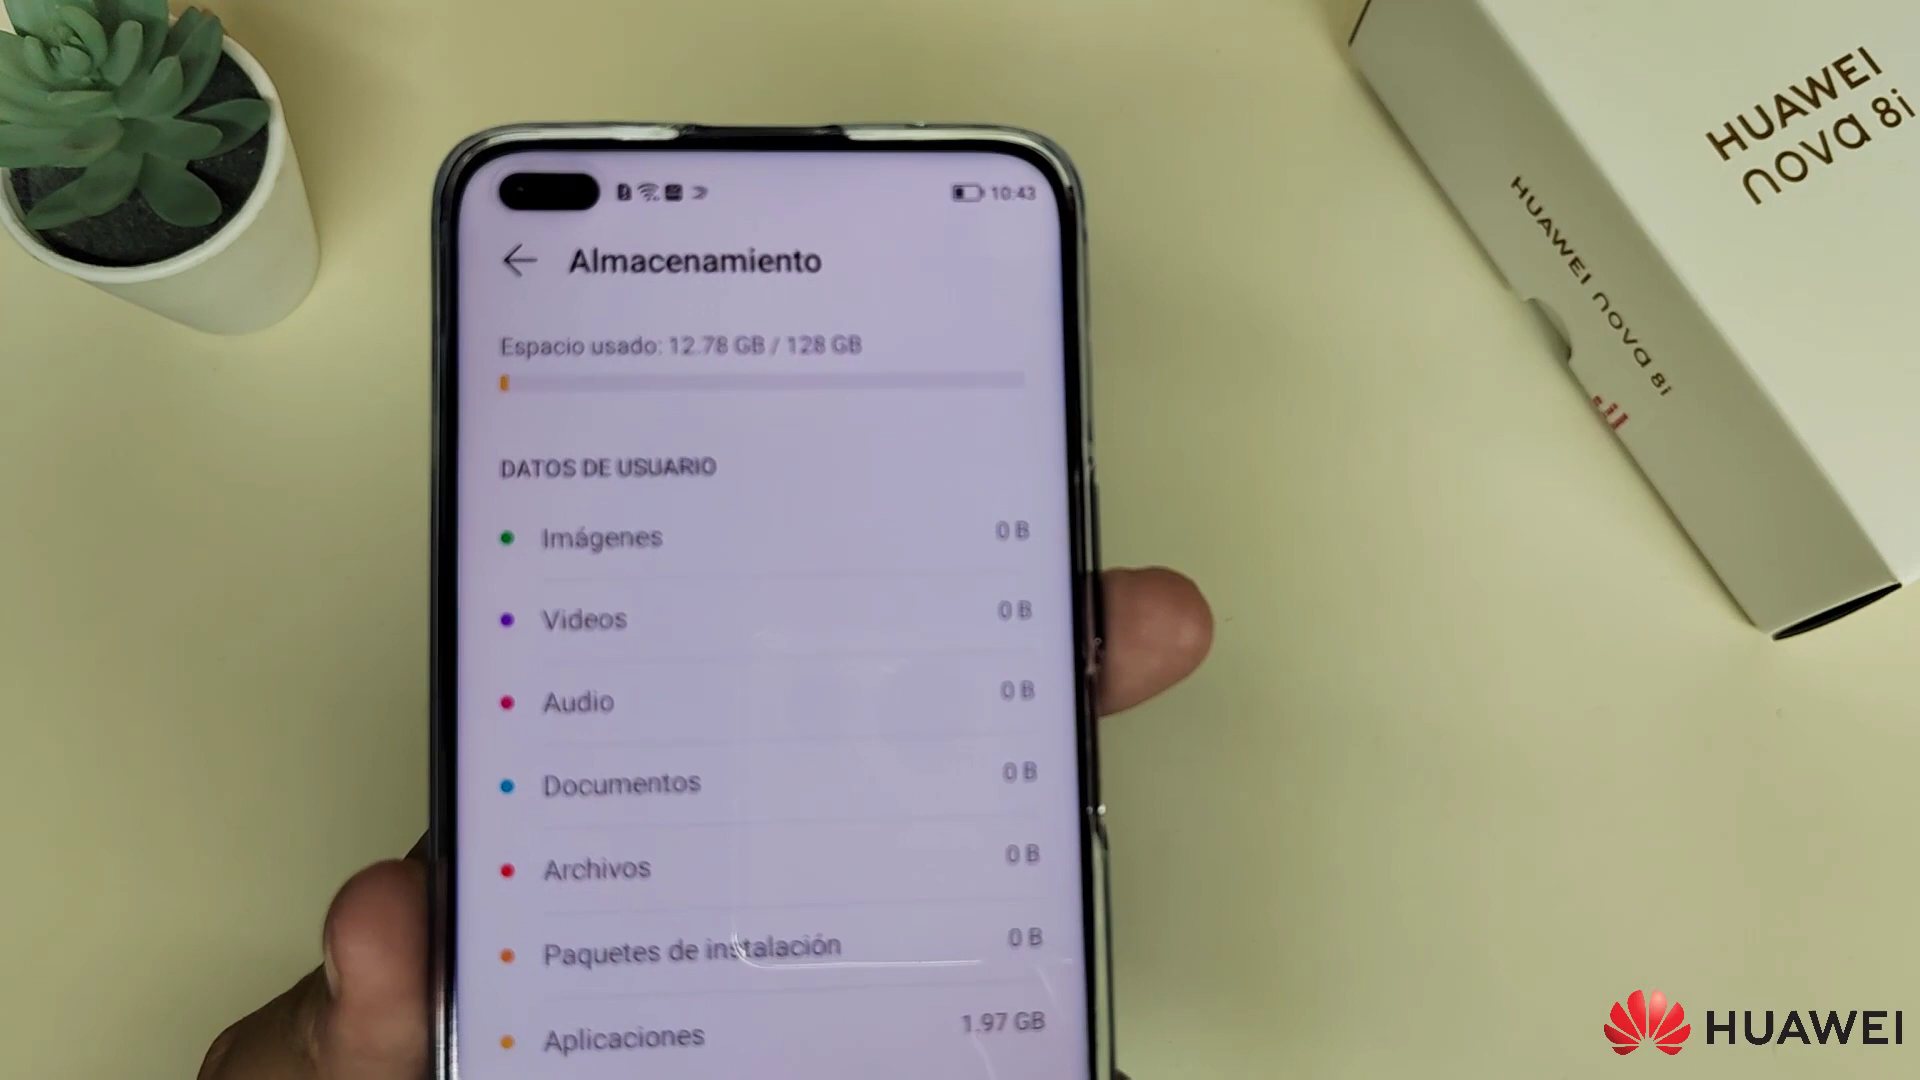 10:43
Almacenamiento
Espacio usado: 12.78 GB / 128 GB
DATOS DE USUARIO
Imágenes 0 B
Videos 0 B
Audio 0 B
Documentos 0 B
Archivos 0 B
Paquetes de instalación 0 B
Aplicaciones 1.97 GB
HUAWEI
nova 8i
HUAWEI nova 8i
HUAWEI